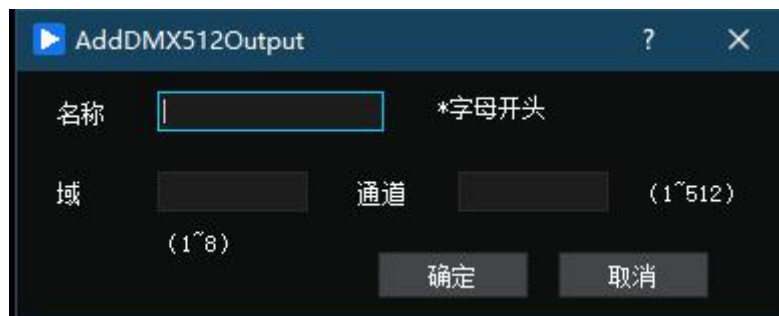 AddDMX512Output ? ×
名称 *字母开头
域 通道 (1~512)
(1~8)
确定 取消